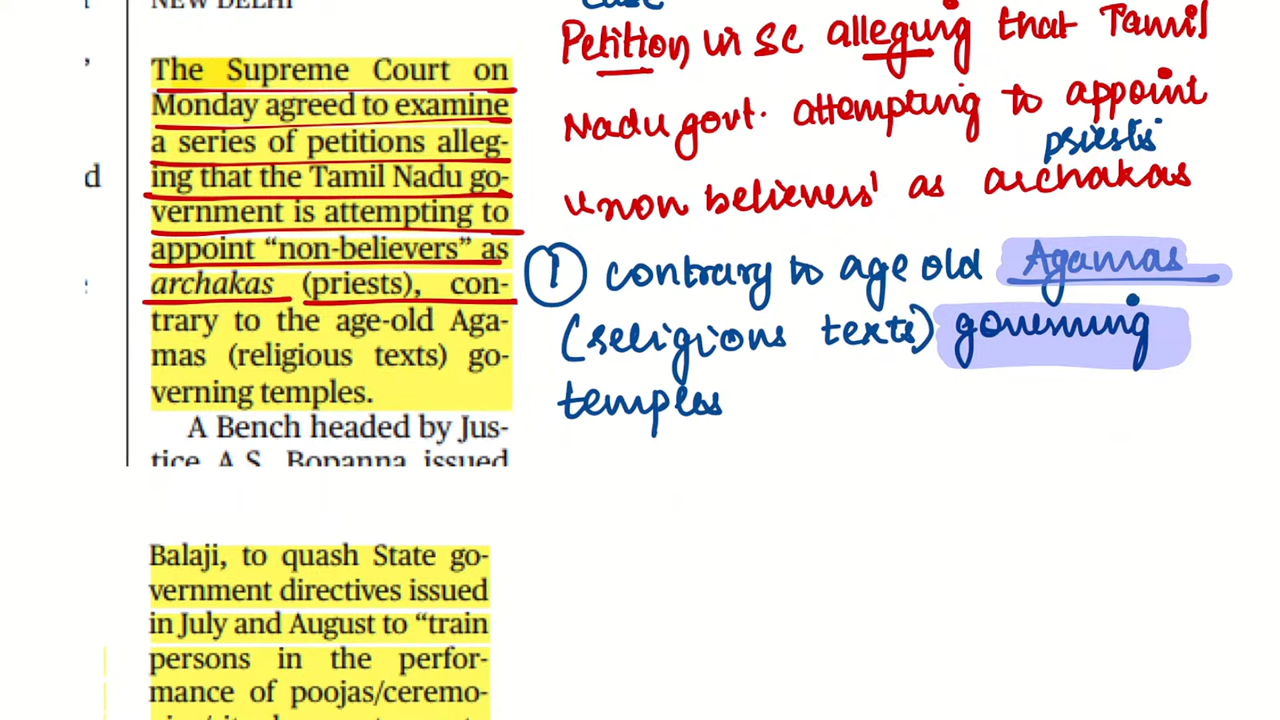 NEW DELHI
The Supreme Court on
Monday agreed to examine
a series of petitions alleg-
ing that the Tamil Nadu go-
vernment is attempting to
appoint “non-believers” as
archakas (priests), con-
trary to the age-old Aga-
mas (religious texts) go-
verning temples.
A Bench headed by Jus-
tice A.S. Bopanna issued
Balaji, to quash State go-
vernment directives issued
in July and August to “train
persons in the perfor-
mance of poojas/ceremo-
d
case
Petition in SC alleging that Tamil
Nadu govt. attempting to appoint
priests
'non believers' as archakas
① contrary to age old Agamas
(religious texts) governing
temples